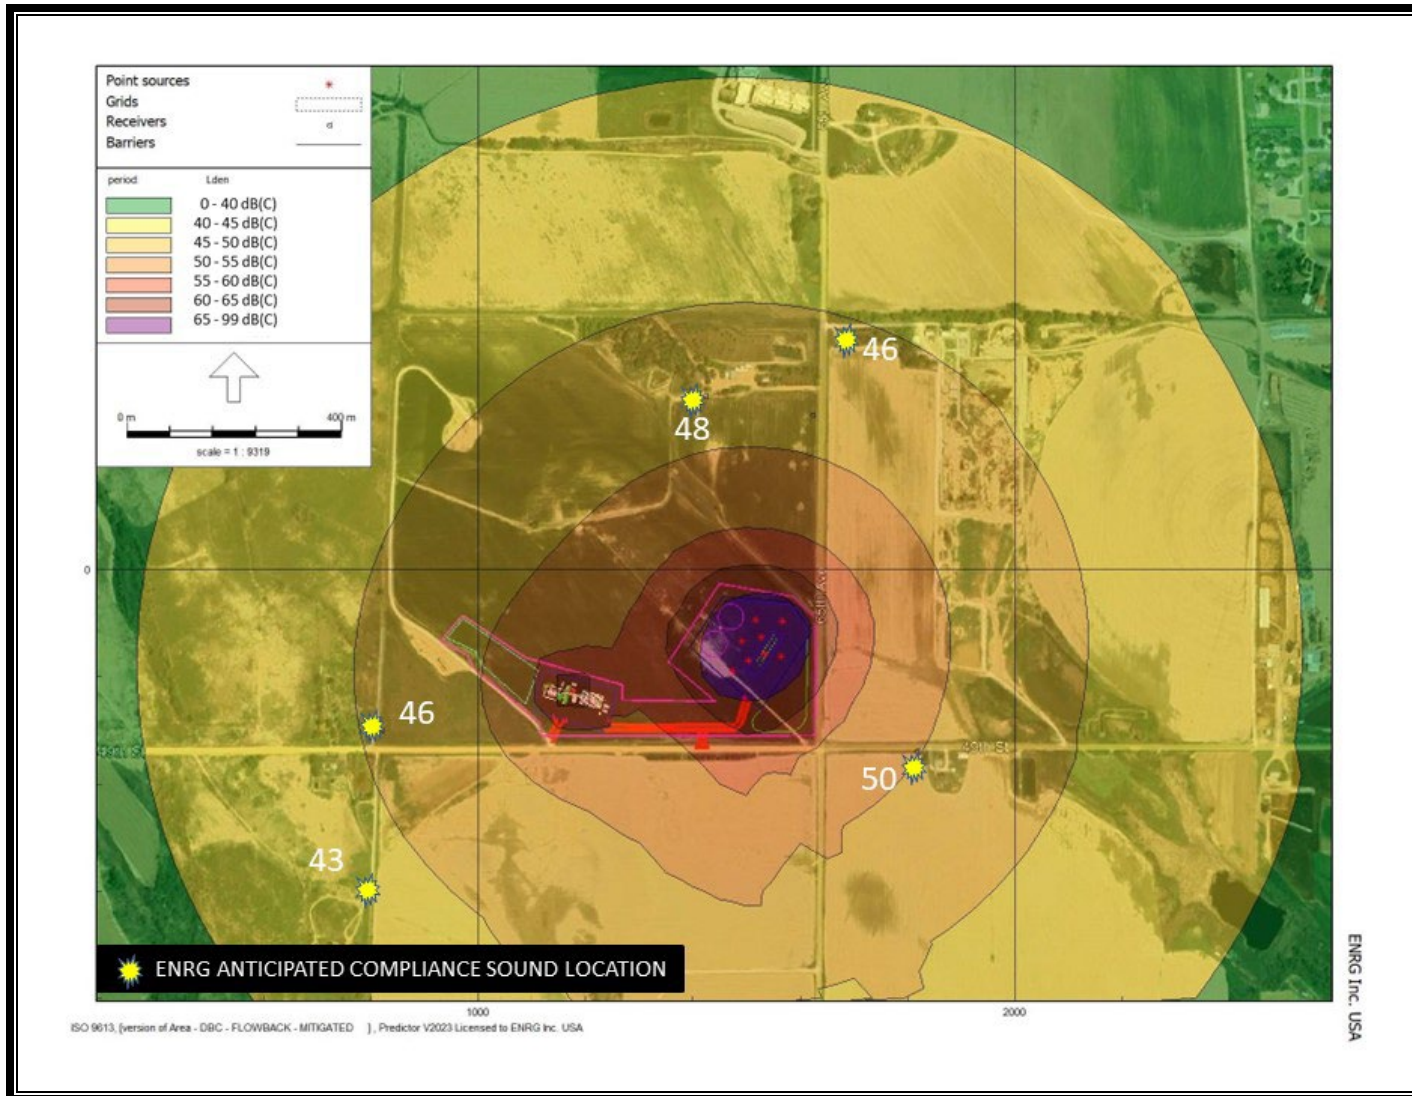 Point sources
Grids
Receivers
Barriers
period Lden
0 - 40 dB(C)
40 - 45 dB(C)
45 - 50 dB(C)
50 - 55 dB(C)
55 - 60 dB(C)
60 - 65 dB(C)
65 - 99 dB(C)
0 m 400 m
scale = 1 : 9319
46
48
0
65th Av
46
49th St
50
43
ENRG ANTICIPATED COMPLIANCE SOUND LOCATION
1000 2000
ISO 9613, [version of Area - DBC - FLOWBACK - MITIGATED ] , Predictor V2023 Licensed to ENRG Inc. USA
ENRG Inc. USA